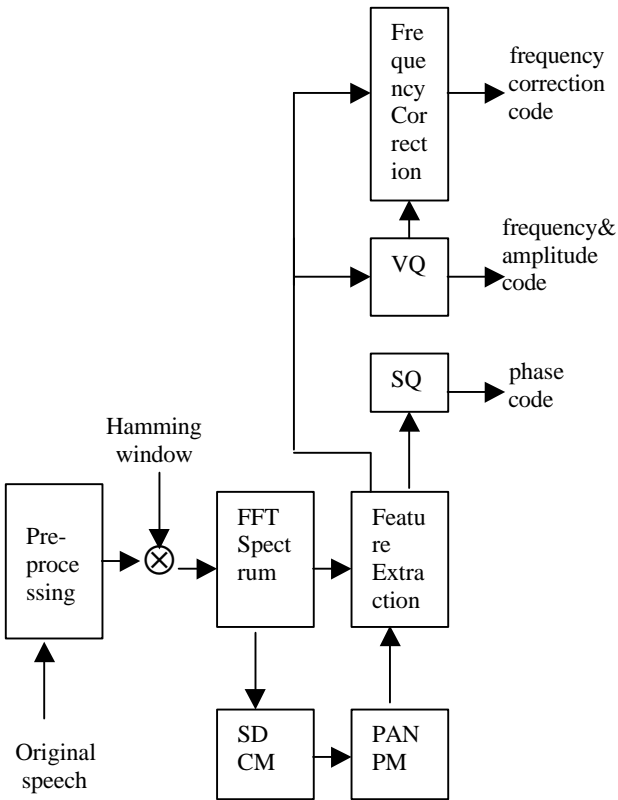 Fre
que
ncy
Cor
rect
ion
frequency
correction
code
VQ
frequency&
amplitude
code
SQ
phase
code
Hamming
window
Pre-
proce
ssing
FFT
Spect
rum
Featu
re
Extra
ction
Original
speech
SD
CM
PAN
PM